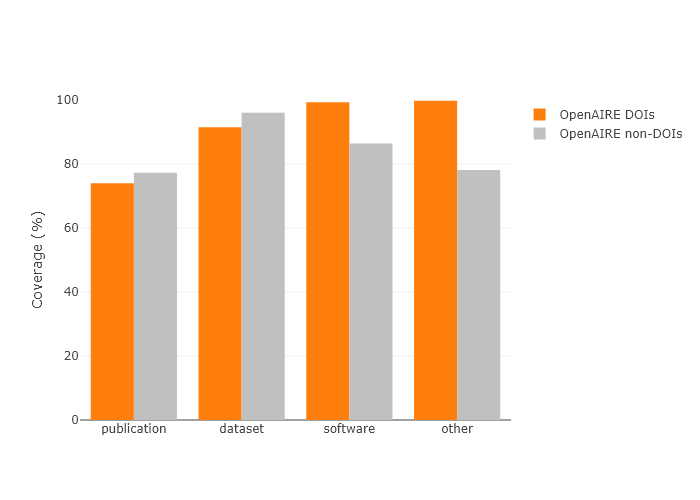 100
80
60
40
20
0
Coverage (%)
publication
dataset
software
other
OpenAIRE DOIs
OpenAIRE non-DOIs